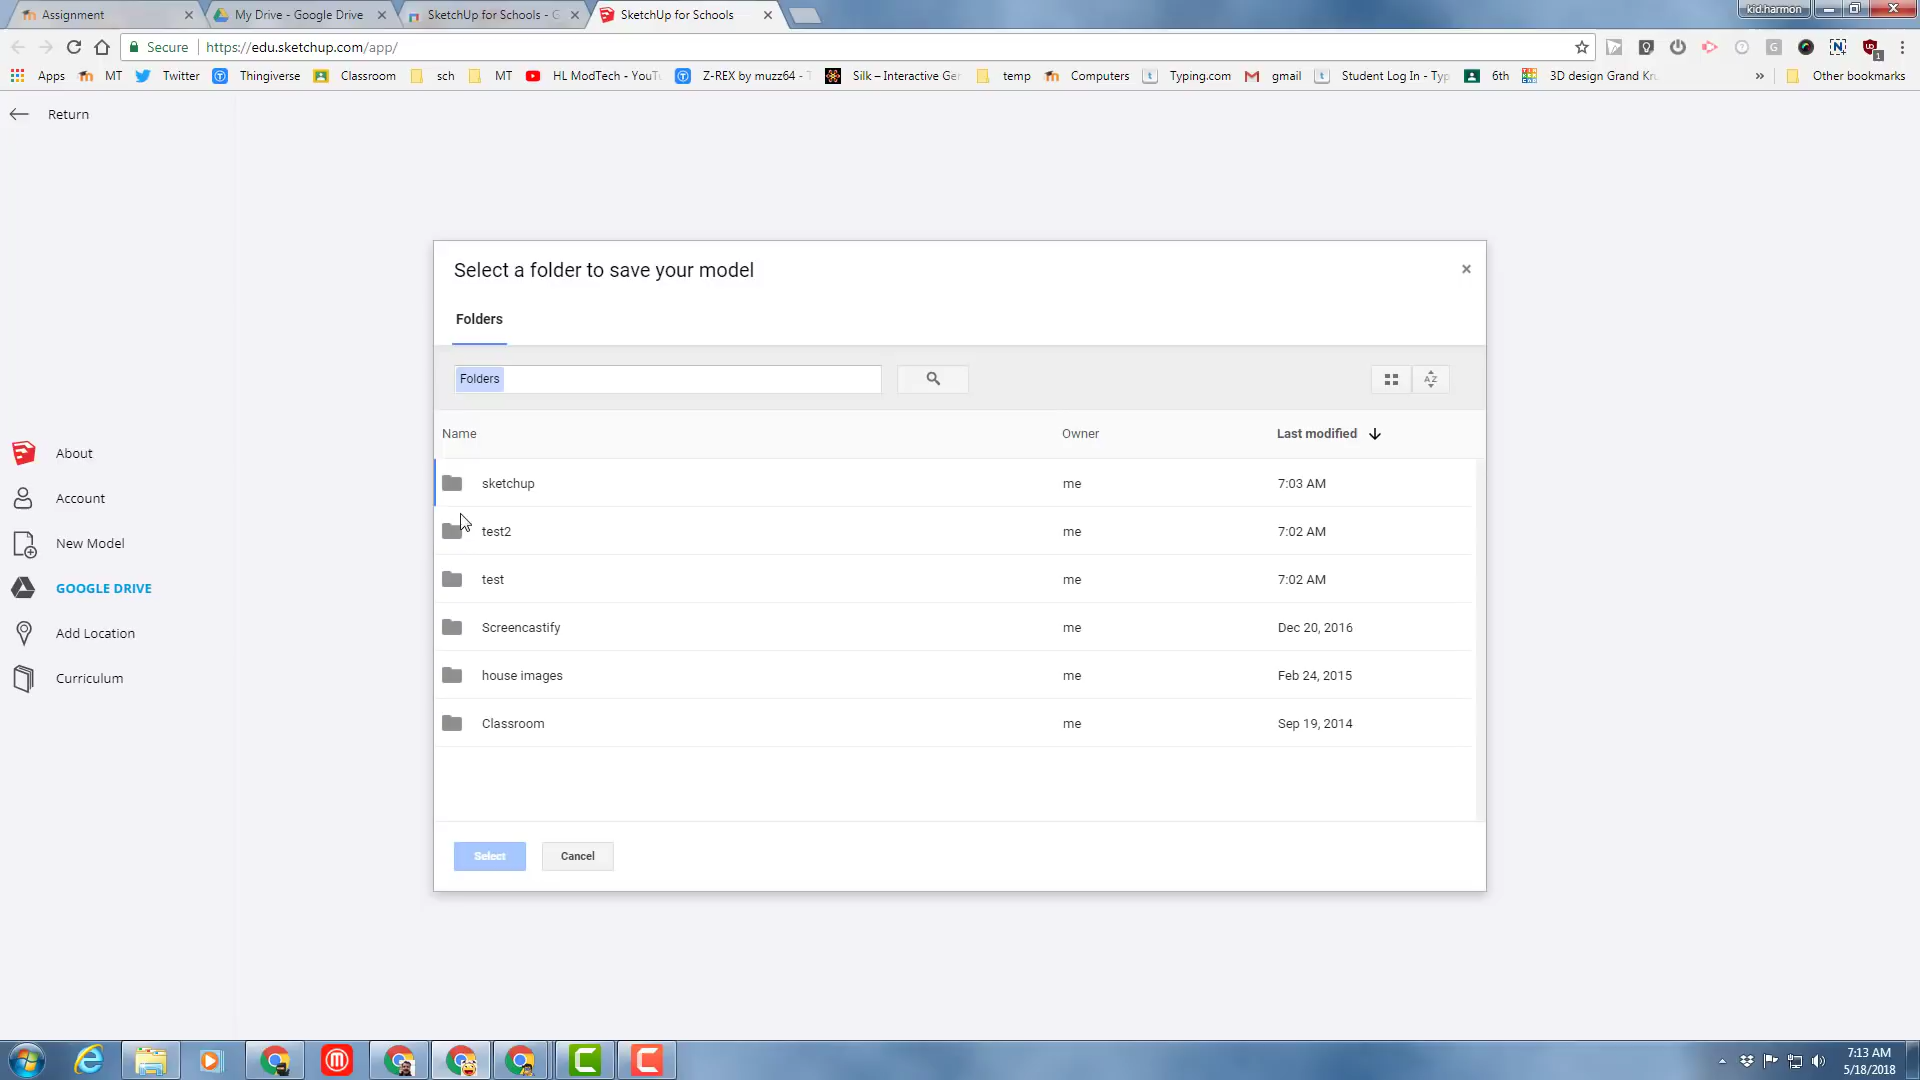 Assignment
My Drive - Google Drive
SketchUp for Schools - G
SketchUp for Schools
kid.harmon
Secure https://edu.sketchup.com/app/
Apps MT Twitter Thingiverse Classroom sch MT HL ModTech - YouTu Z-REX by muzz64 - T Silk – Interactive Ger temp Computers Typing.com gmail Student Log In - Typ 6th 3D design Grand Kr » Other bookmarks
Return
Select a folder to save your model
Folders
Folders
AZ
Name Owner Last modified
sketchup me 7:03 AM
test2 me 7:02 AM
test me 7:02 AM
Screencastify me Dec 20, 2016
house images me Feb 24, 2015
Classroom me Sep 19, 2014
Select Cancel
About
Account
New Model
GOOGLE DRIVE
Add Location
Curriculum
7:13 AM
5/18/2018